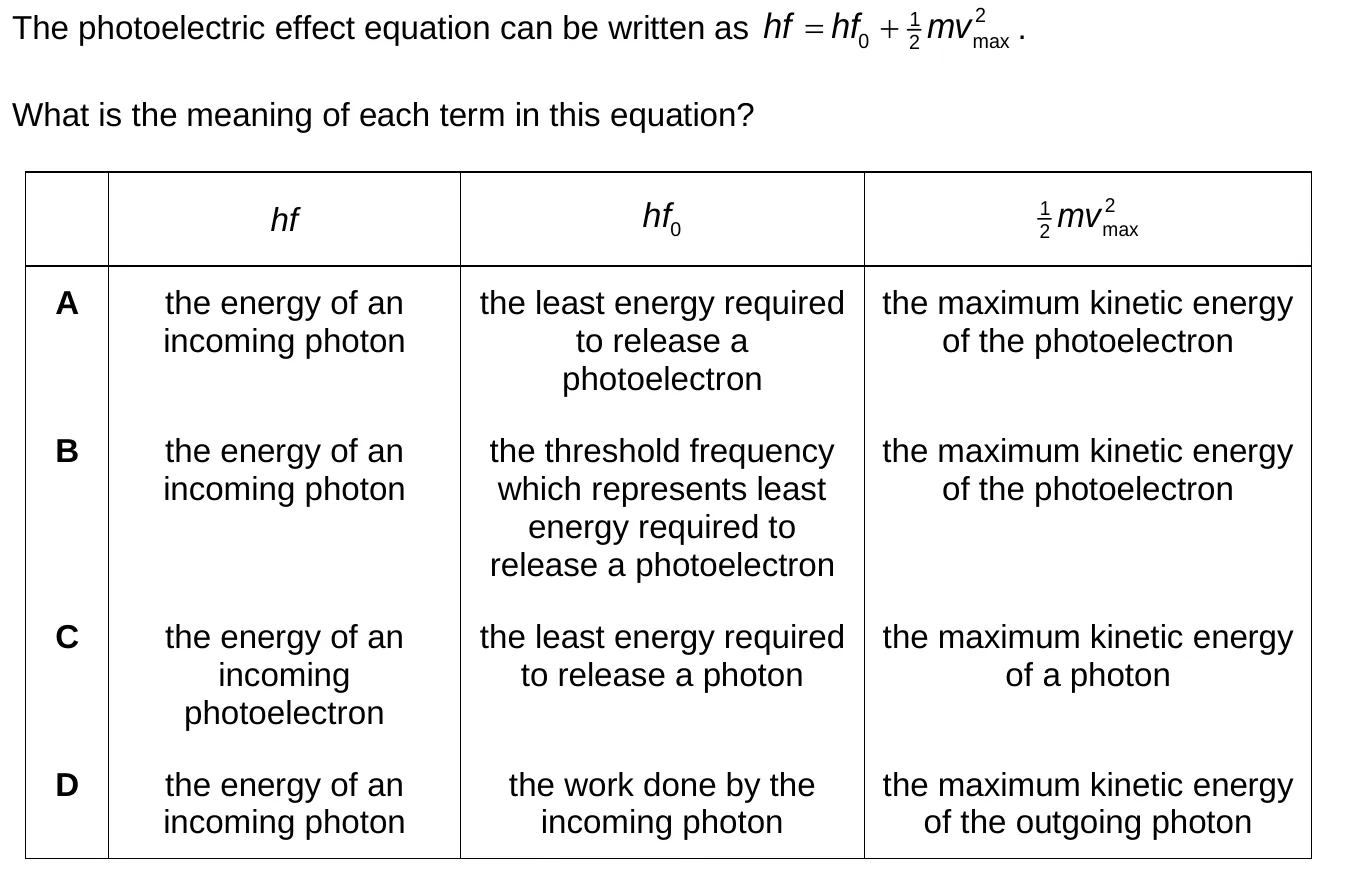 The photoelectric effect equation can be written as hf = hf₀ + ½mv²max .
What is the meaning of each term in this equation?
hf hf₀ ½mv²max
A the energy of an the least energy required the maximum kinetic energy
incoming photon to release a of the photoelectron
photoelectron
B the energy of an the threshold frequency the maximum kinetic energy
incoming photon which represents least of the photoelectron
energy required to
release a photoelectron
C the energy of an the least energy required the maximum kinetic energy
incoming to release a photon of a photon
photoelectron
D the energy of an the work done by the the maximum kinetic energy
incoming photon incoming photon of the outgoing photon